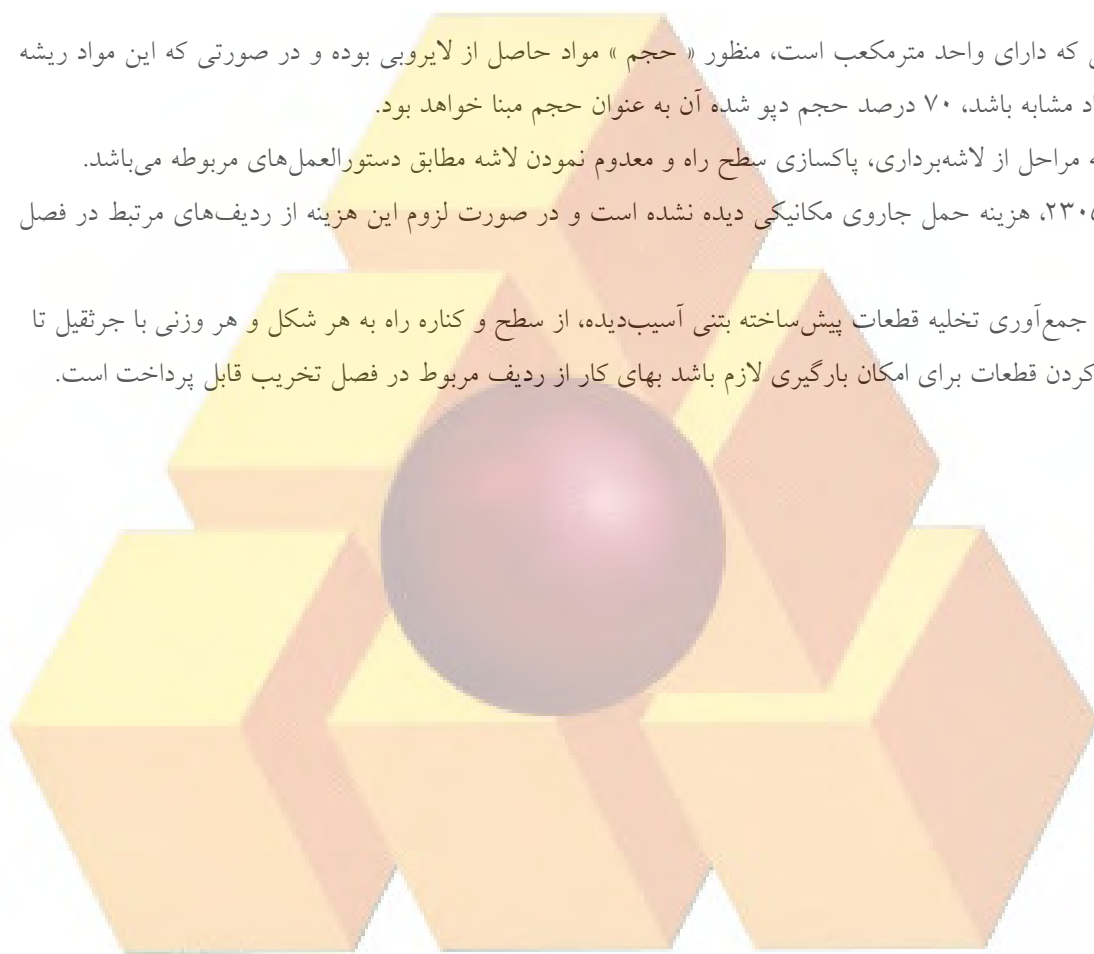 که دارای واحد مترمکعب است، منظور « حجم » مواد حاصل از لایروبی بوده و در صورتی که این مواد ریشه
مشابه باشد، ۷۰ درصد حجم دپو شده آن به عنوان حجم مبنا خواهد بود.
مراحل از لاشه‌برداری، پاکسازی سطح راه و معدوم نمودن لاشه مطابق دستورالعمل‌های مربوطه می‌باشد.
هزینه حمل جاروی مکانیکی دیده نشده است و در صورت لزوم این هزینه از ردیف‌های مرتبط در فصل
جمع‌آوری تخلیه قطعات پیش‌ساخته بتنی آسیب‌دیده، از سطح و کناره راه به هر شکل و هر وزنی با جرثقیل تا
کردن قطعات برای امکان بارگیری لازم باشد بهای کار از ردیف مربوط در فصل تخریب قابل پرداخت است.